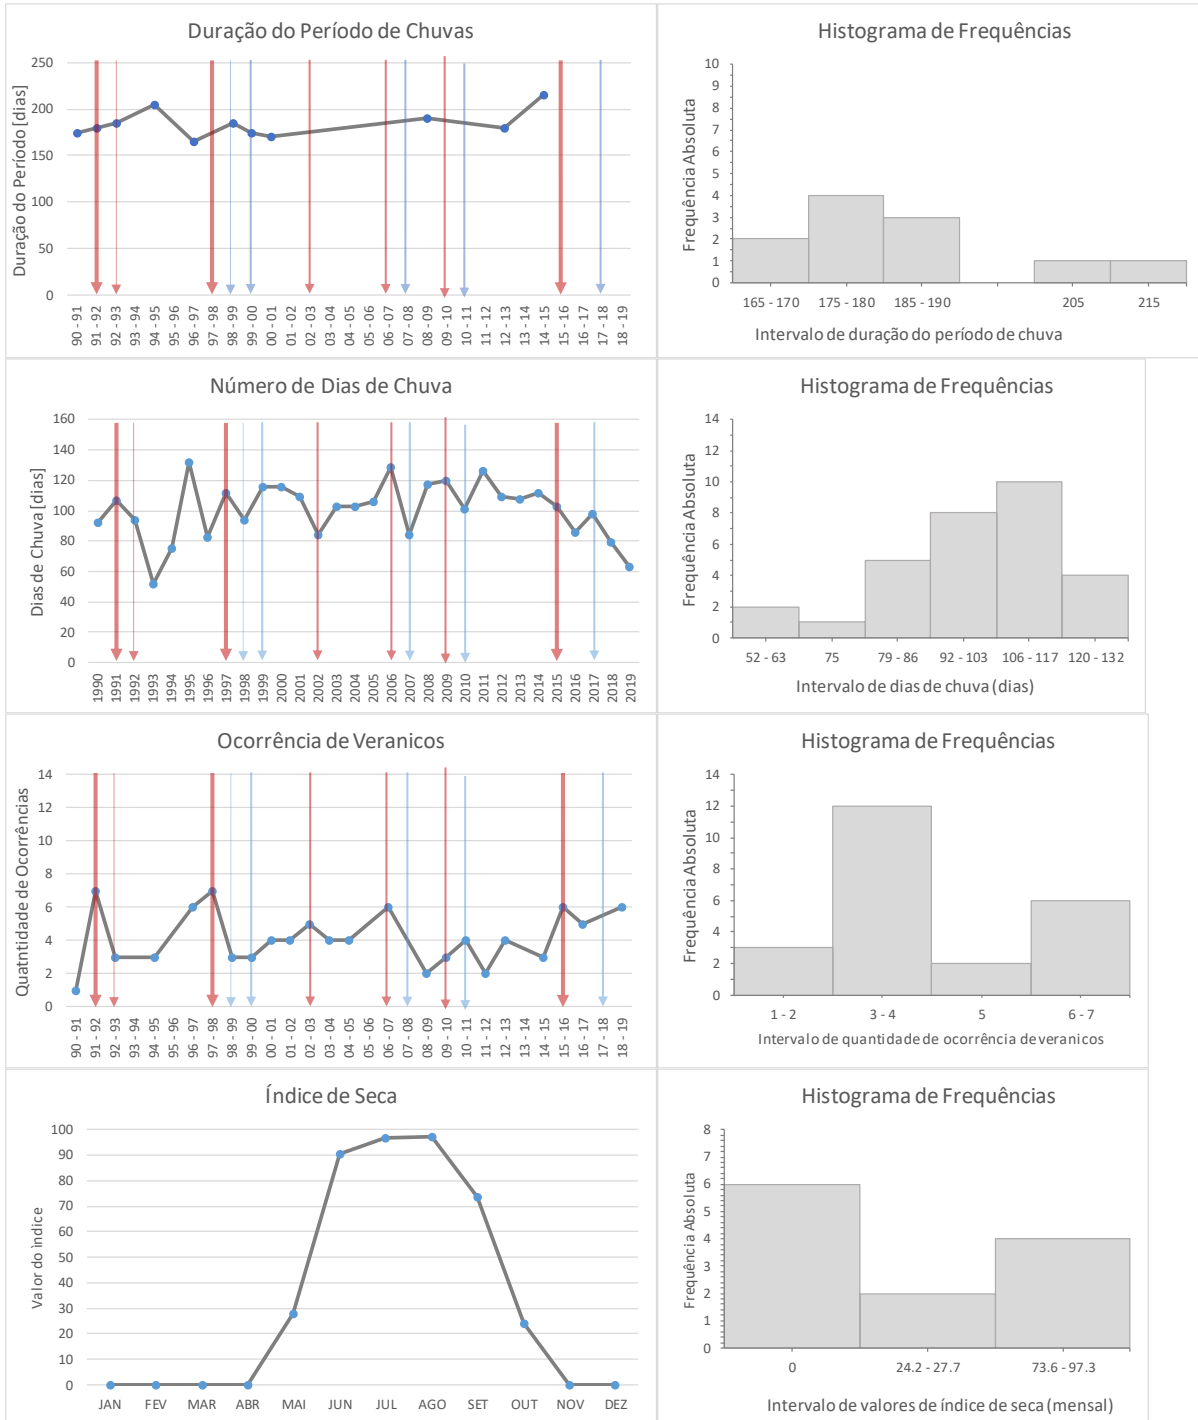 Duração do Período de Chuvas
Duração do Período [dias]
250
200
150
100
50
0
90 - 91
91 - 92
92 - 93
93 - 94
94 - 95
95 - 96
96 - 97
97 - 98
98 - 99
99 - 00
00 - 01
01 - 02
02 - 03
03 - 04
04 - 05
05 - 06
06 - 07
07 - 08
08 - 09
09 - 10
10 - 11
11 - 12
12 - 13
13 - 14
14 - 15
15 - 16
16 - 17
17 - 18
18 - 19
Histograma de Frequências
Frequência Absoluta
10
9
8
7
6
5
4
3
2
1
0
165 - 170 175 - 180 185 - 190 205 215
Intervalo de duração do período de chuva
Número de Dias de Chuva
Dias de Chuva [dias]
160
140
120
100
80
60
40
20
0
1990
1991
1992
1993
1994
1995
1996
1997
1998
1999
2000
2001
2002
2003
2004
2005
2006
2007
2008
2009
2010
2011
2012
2013
2014
2015
2016
2017
2018
2019
Histograma de Frequências
Frequência Absoluta
14
12
10
8
6
4
2
0
52 - 63 75 79 - 86 92 - 103 106 - 117 120 - 132
Intervalo de dias de chuva (dias)
Ocorrência de Veranicos
Quatntidade de Ocorrências
14
12
10
8
6
4
2
0
90 - 91
91 - 92
92 - 93
93 - 94
94 - 95
95 - 96
96 - 97
97 - 98
98 - 99
99 - 00
00 - 01
01 - 02
02 - 03
03 - 04
04 - 05
05 - 06
06 - 07
07 - 08
08 - 09
09 - 10
10 - 11
11 - 12
12 - 13
13 - 14
14 - 15
15 - 16
16 - 17
17 - 18
18 - 19
Histograma de Frequências
Frequência Absoluta
14
12
10
8
6
4
2
0
1 - 2 3 - 4 5 6 - 7
Intervalo de quantidade de ocorrência de veranicos
Índice de Seca
Valor do ìndice
100
90
80
70
60
50
40
30
20
10
0
JAN FEV MAR ABR MAI JUN JUL AGO SET OUT NOV DEZ
Histograma de Frequências
Frequência Absoluta
8
7
6
5
4
3
2
1
0
0 24.2 - 27.7 73.6 - 97.3
Intervalo de valores de índice de seca (mensal)